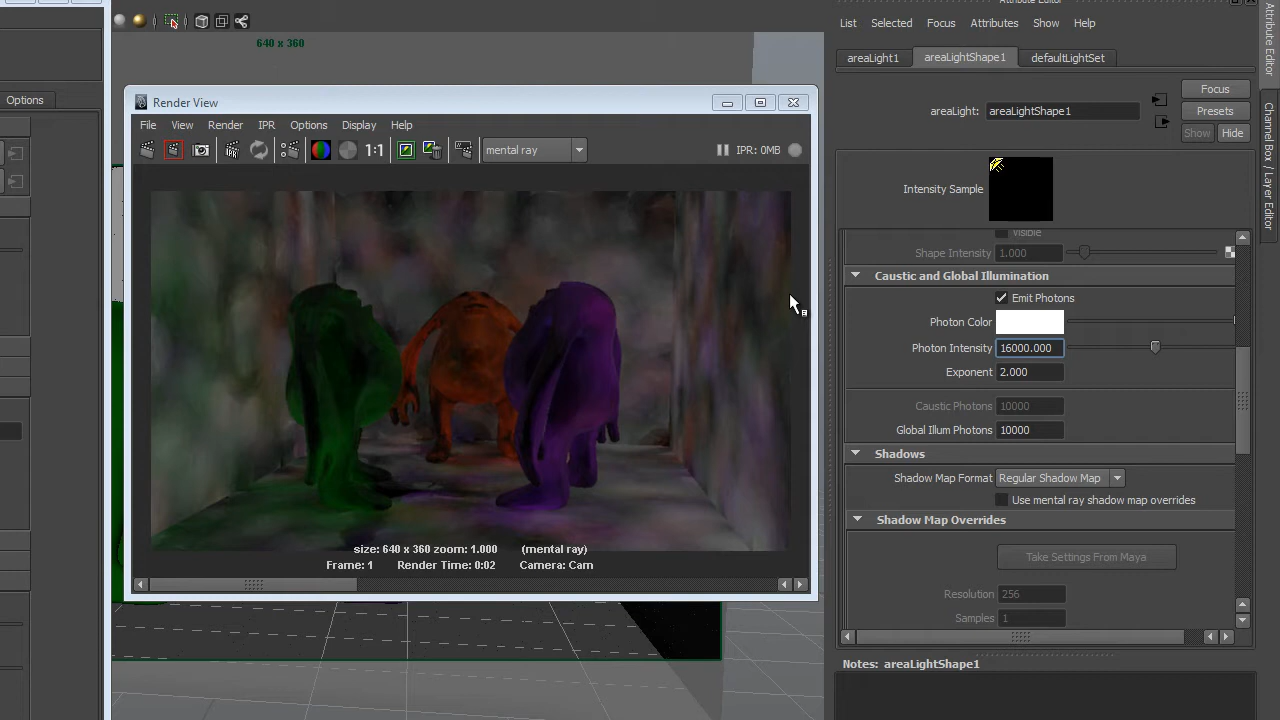 Attribute Editor
List Selected Focus Attributes Show Help
640 x 360
areaLight1 areaLightShape1 defaultLightSet
Options
Render View
File View Render IPR Options Display Help
1:1 mental ray IPR: 0MB
areaLight: areaLightShape1
Focus
Presets
Show Hide
Intensity Sample
Visible
Shape Intensity 1.000
Caustic and Global Illumination
Emit Photons
Photon Color
Photon Intensity 16000.000
Exponent 2.000
Caustic Photons 10000
Global Illum Photons 10000
Shadows
Shadow Map Format Regular Shadow Map
Use mental ray shadow map overrides
Shadow Map Overrides
Take Settings From Maya
Resolution 256
Samples 1
size: 640 x 360 zoom: 1.000 (mental ray)
Frame: 1 Render Time: 0:02 Camera: Cam
Notes: areaLightShape1
Attribute Editor
Channel Box / Layer Editor